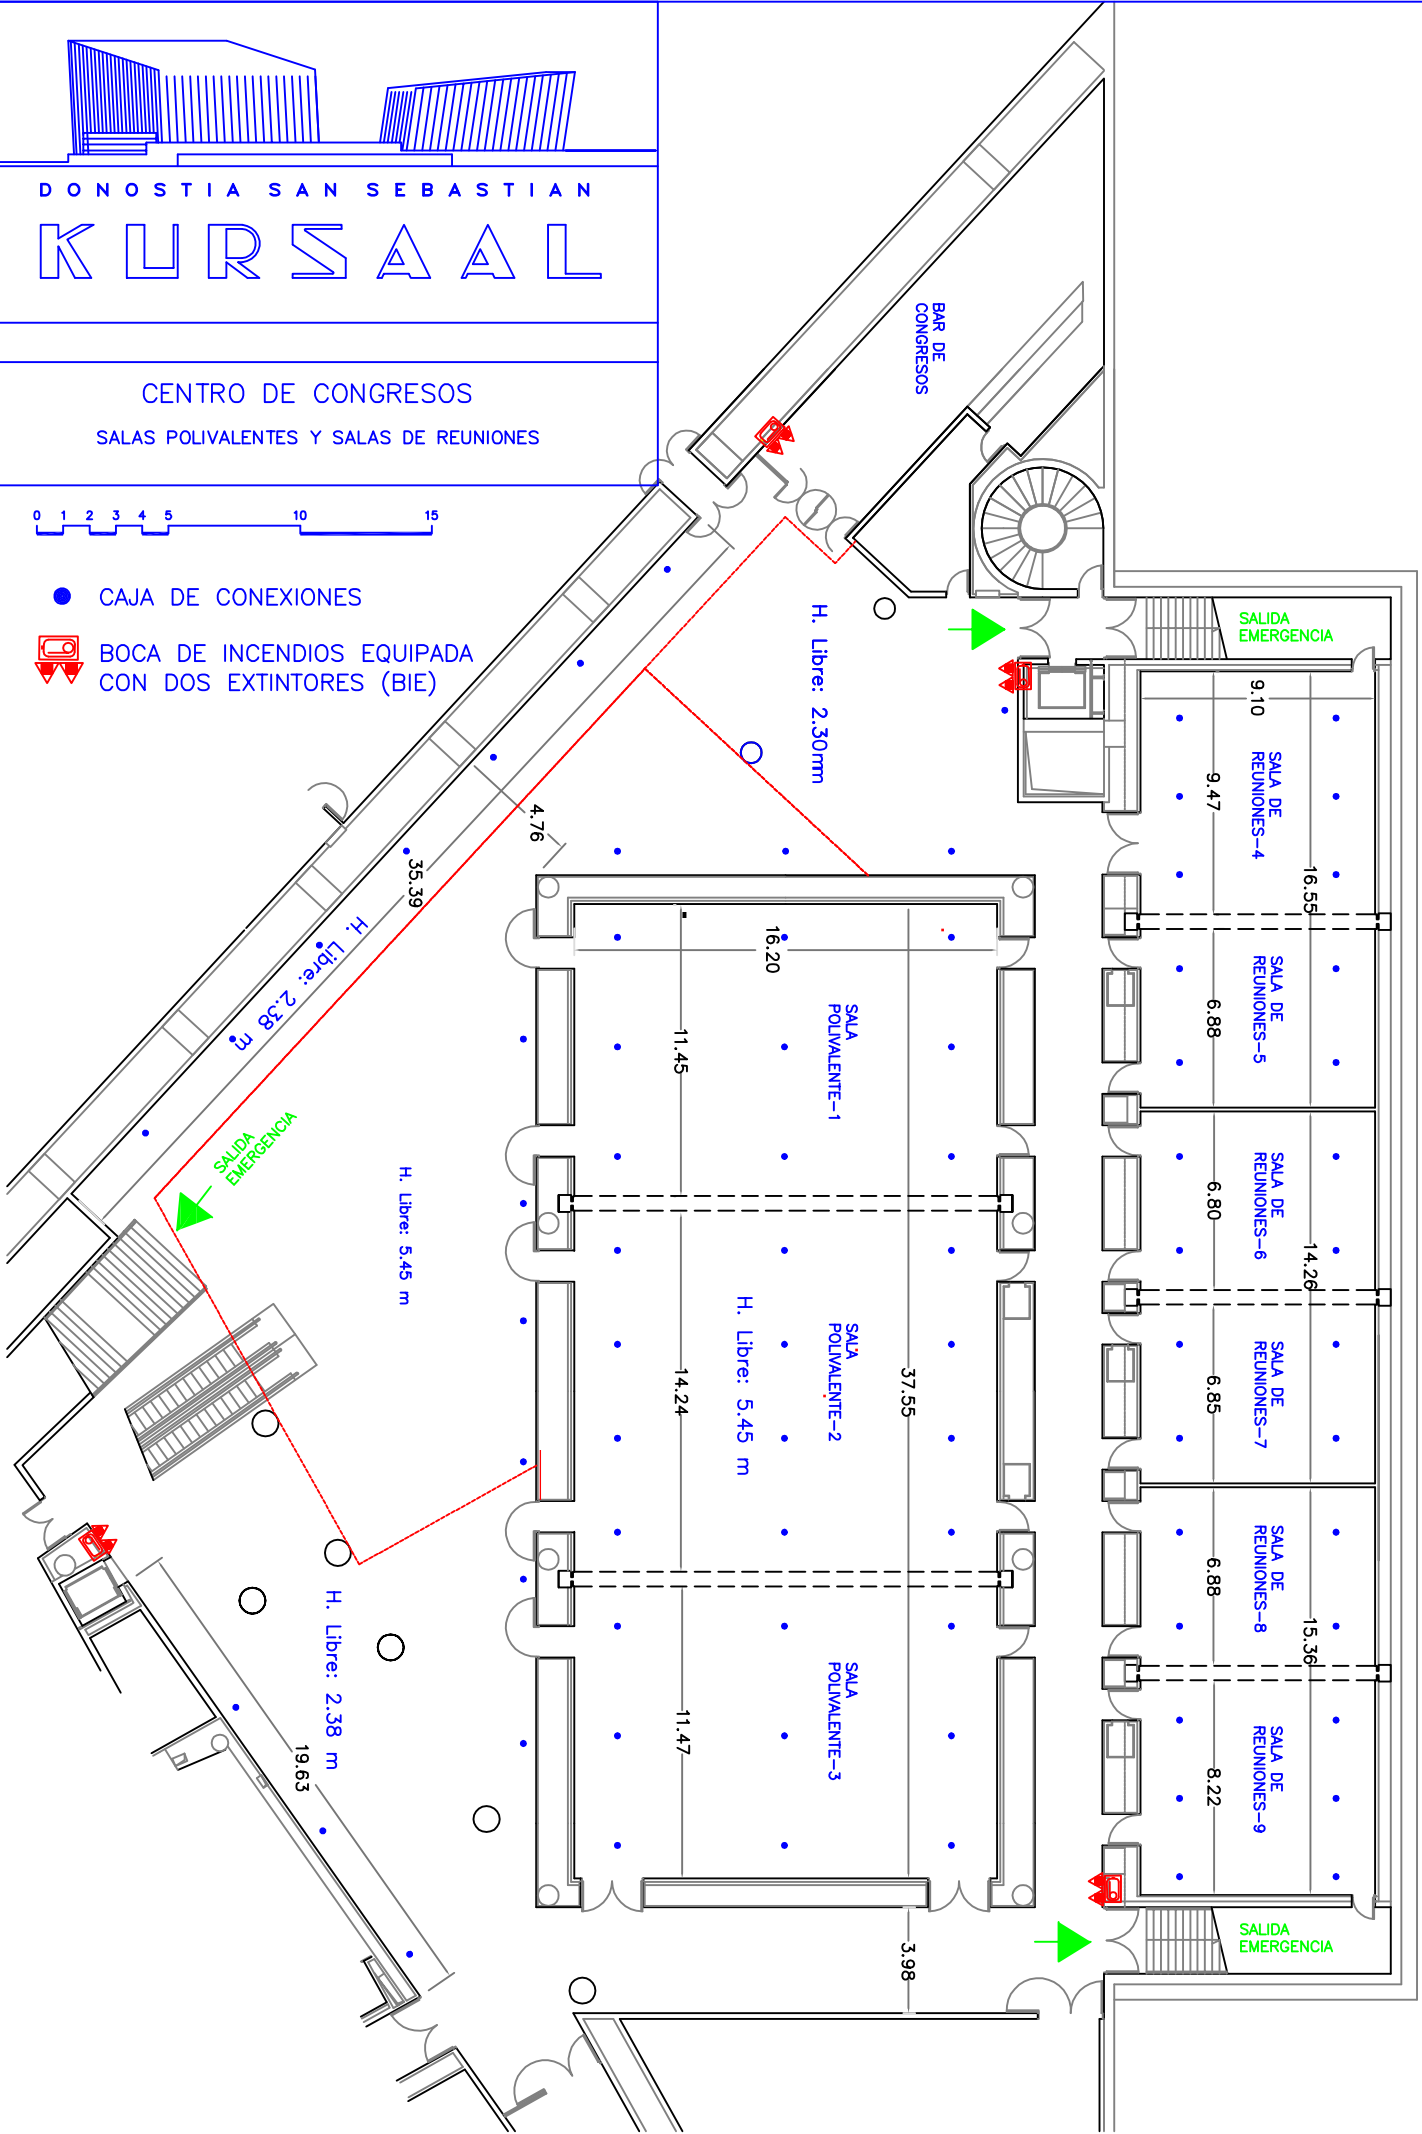 DONOSTIA SAN SEBASTIAN
KURSAAL
CENTRO DE CONGRESOS
SALAS POLIVALENTES Y SALAS DE REUNIONES
0 1 2 3 4 5 10 15
CAJA DE CONEXIONES
BOCA DE INCENDIOS EQUIPADA
CON DOS EXTINTORES (BIE)
BAR DE
CONGRESOS
H. Libre: 2.30mm
SALIDA
EMERGENCIA
9.10
9.47
SALA DE
REUNIONES-4
16.55
4.76
35.39
H. Libre: 2.38 m
16.20
11.45
SALA
POLIVALENTE-1
SALA DE
REUNIONES-5
6.88
SALIDA
EMERGENCIA
H. Libre: 5.45 m
SALA DE
REUNIONES-6
6.80
14.26
H. Libre: 5.45 m
SALA
POLIVALENTE-2
14.24
37.55
SALA DE
REUNIONES-7
6.85
SALA DE
REUNIONES-8
6.88
15.36
H. Libre: 2.38 m
19.63
SALA
POLIVALENTE-3
11.47
SALA DE
REUNIONES-9
8.22
3.98
SALIDA
EMERGENCIA